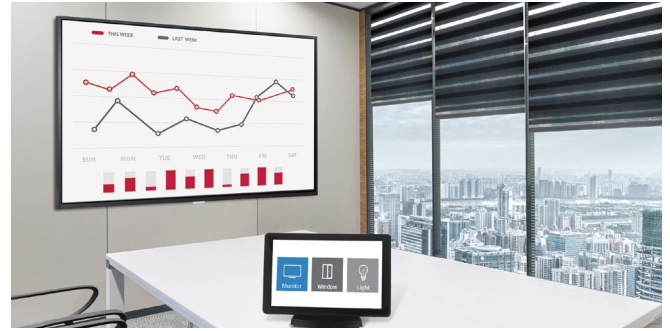 THIS WEEK LAST WEEK
SUN MON TUE WED THU FRI SAT
Monitor Window Light